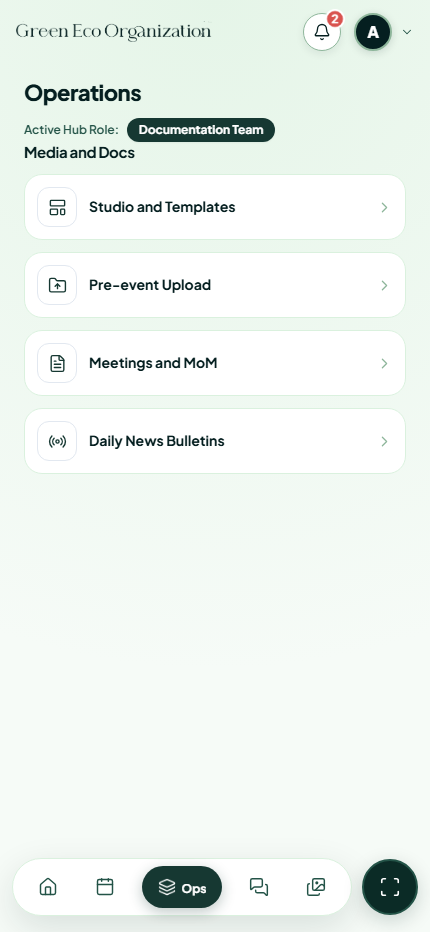 Green Eco Organization
2
A
Operations
Active Hub Role: Documentation Team
Media and Docs
Studio and Templates
Pre-event Upload
Meetings and MoM
Daily News Bulletins
Ops